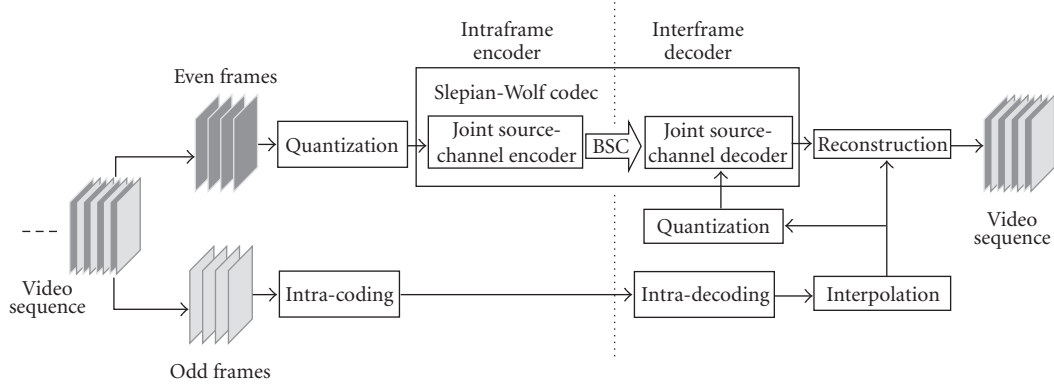 Intraframe
encoder
Interframe
decoder
Even frames
Slepian-Wolf codec
Quantization
Joint source-
channel encoder
BSC
Joint source-
channel decoder
Reconstruction
Quantization
Video
sequence
Video
sequence
Intra-coding
Intra-decoding
Interpolation
Odd frames